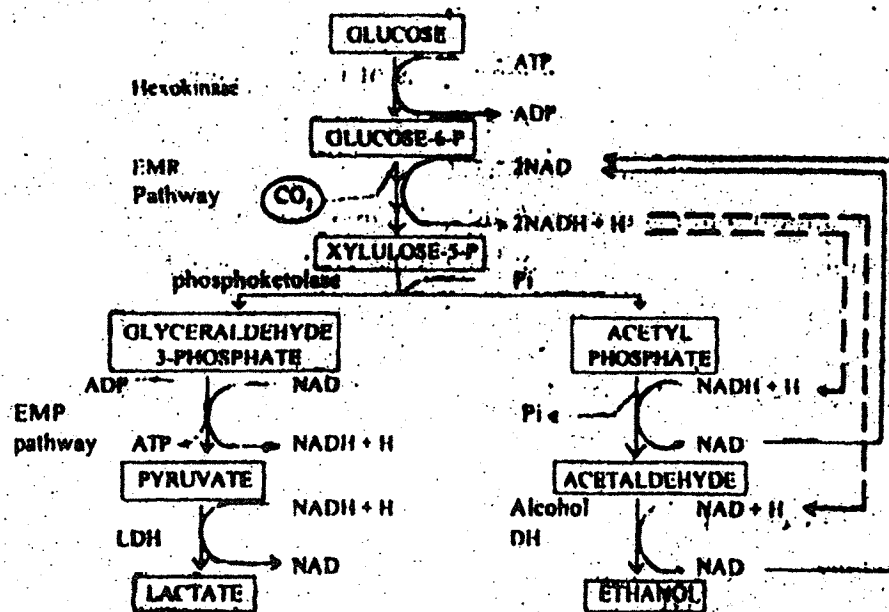 GLUCOSE
ATP
Hexokinase
ADP
GLUCOSE-6-P
EMR
Pathway
2NAD
CO₂
2NADH + H
XYLULOSE-5-P
phosphoketolase
Pi
GLYCERALDEHYDE
3-PHOSPHATE
ACETYL
PHOSPHATE
ADP
NAD
NADH + H
EMP
pathway
Pi
ATP
NADH + H
NAD
PYRUVATE
ACETALDEHYDE
NADH + H
Alcohol
DH
NAD + H
LDH
NAD
NAD
LACTATE
ETHANOL